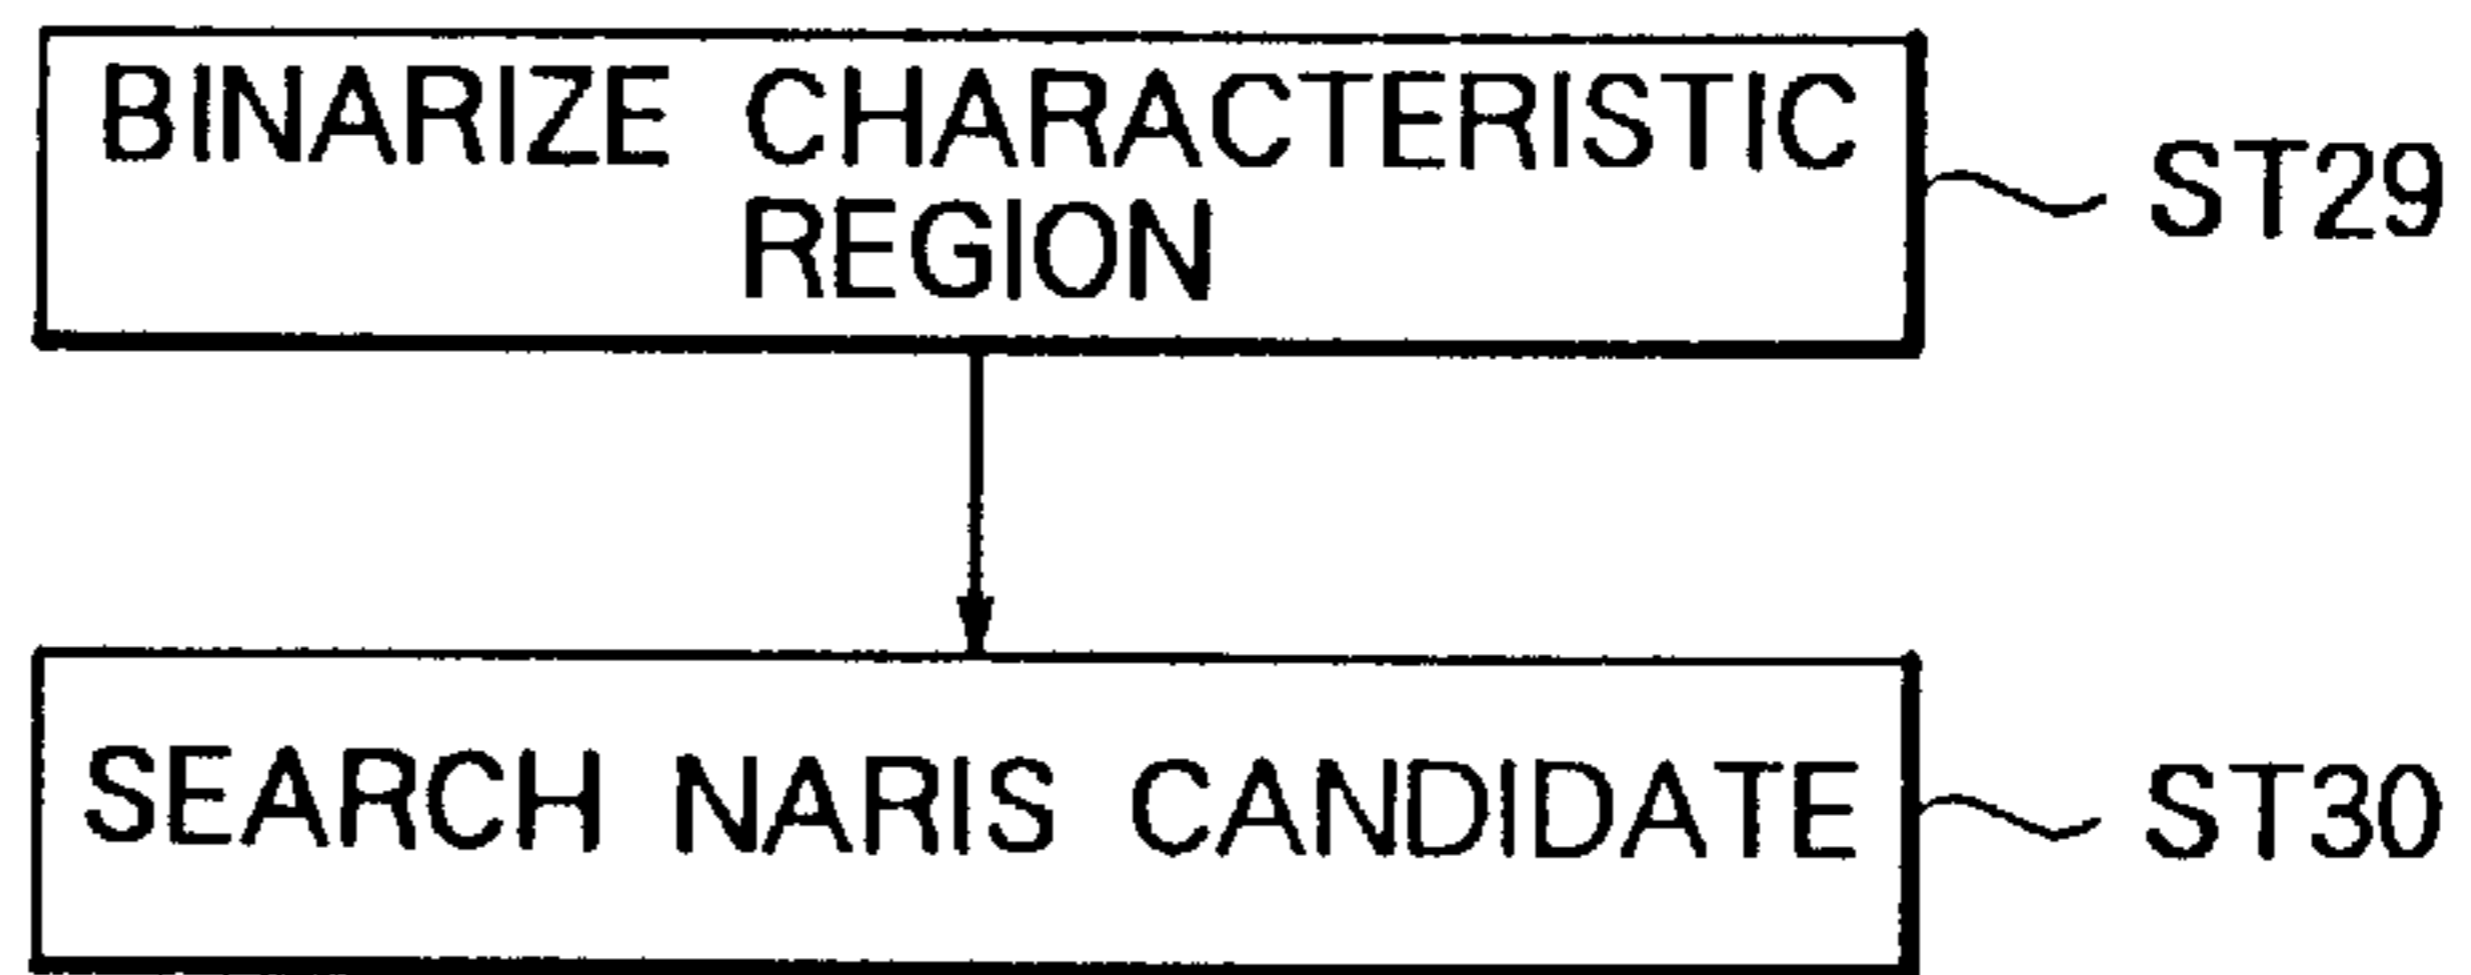 BINARIZE CHARACTERISTIC
REGION
ST29
SEARCH NARIS CANDIDATE
ST30